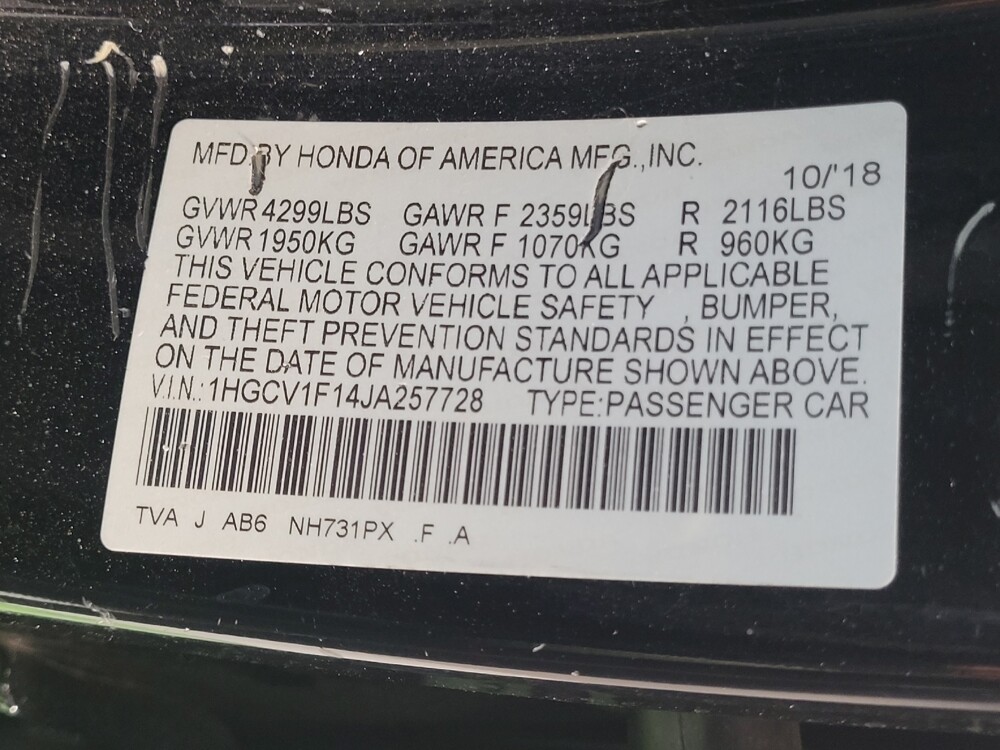 MFD.BY HONDA OF AMERICA MFG.,INC.
10/'18
GVWR 4299LBS GAWR F 2359LBS R 2116LBS
GVWR 1950KG GAWR F 1070KG R 960KG
THIS VEHICLE CONFORMS TO ALL APPLICABLE
FEDERAL MOTOR VEHICLE SAFETY , BUMPER,
AND THEFT PREVENTION STANDARDS IN EFFECT
ON THE DATE OF MANUFACTURE SHOWN ABOVE.
V.I.N.:1HGCV1F14JA257728 TYPE:PASSENGER CAR
TVA J AB6 NH731PX .F .A